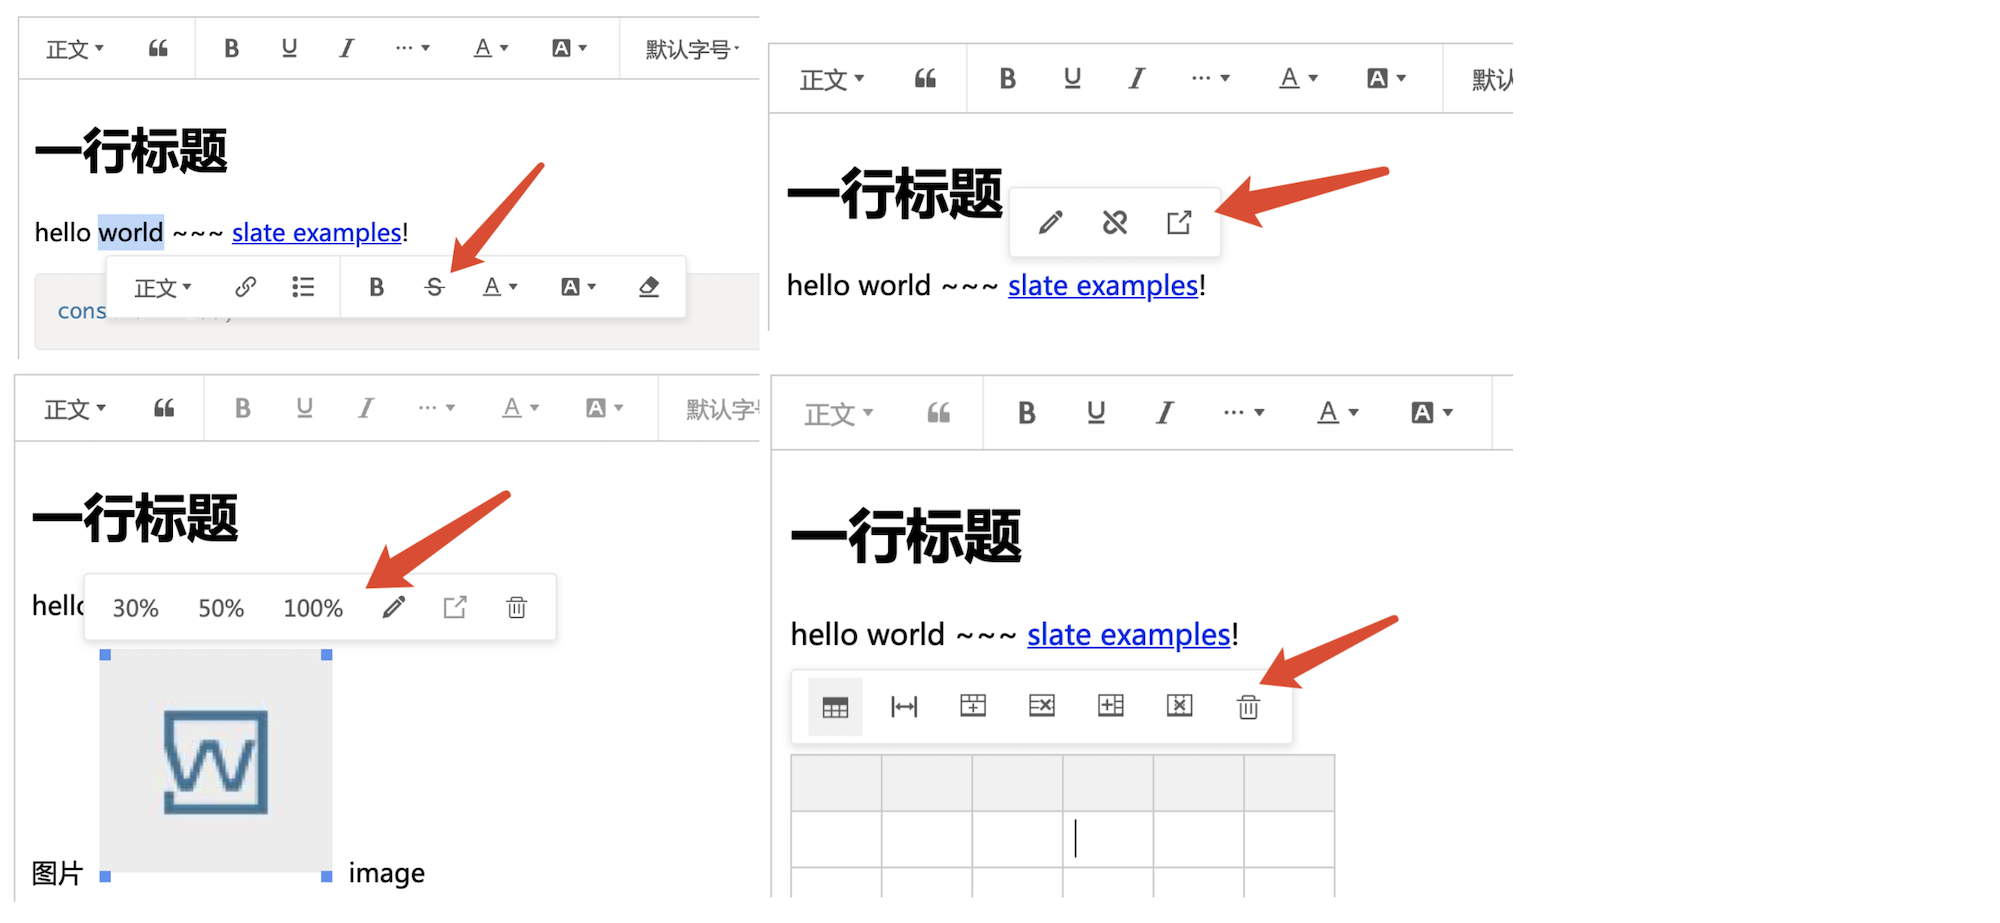 正文 B U I ... A A 默认字号
一行标题
hello world ~~~ slate examples!
正文 B S A A
cons
正文 B U I ... A A 默认
一行标题
hello world ~~~ slate examples!
正文 B U I ... A A 默认字
一行标题
hello
30% 50% 100%
W
图片 image
正文 B U I ... A A
一行标题
hello world ~~~ slate examples!